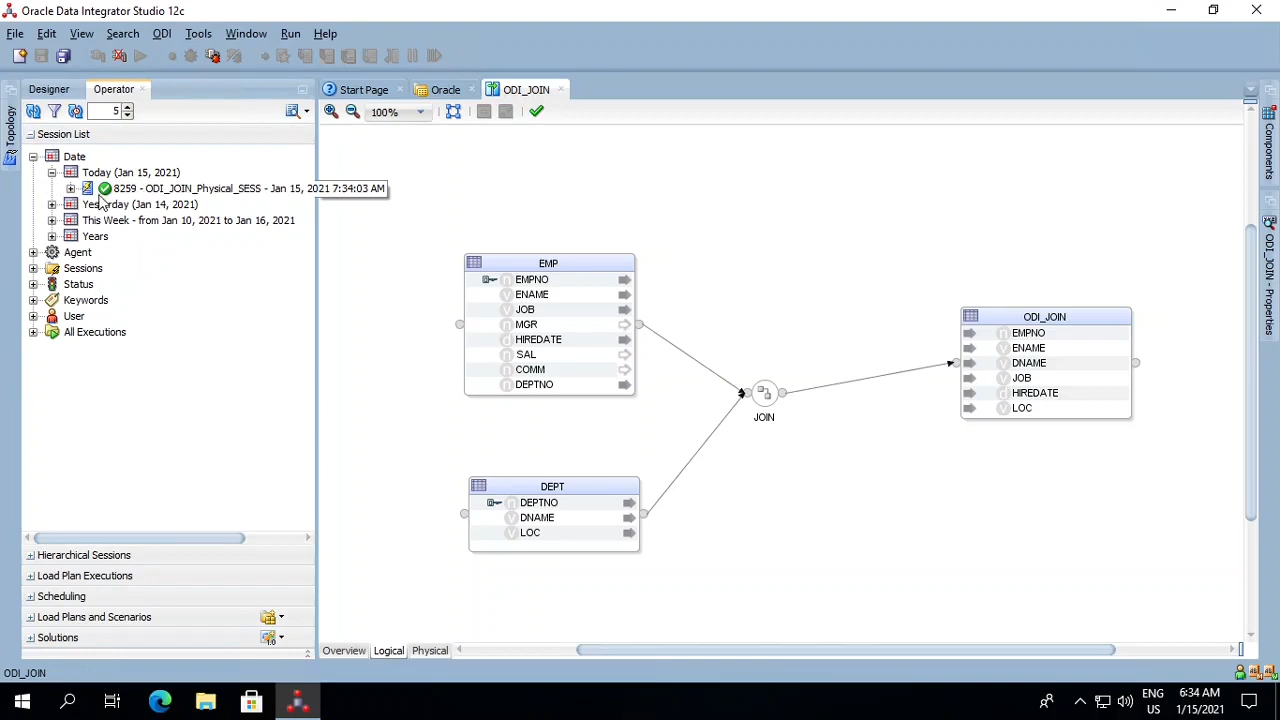 Oracle Data Integrator Studio 12c
File Edit View Search ODI Tools Window Run Help
Designer Operator
Start Page Oracle ODI_JOIN
5
100%
Topology
Components
ODI_JOIN - Properties
Session List
Date
Today (Jan 15, 2021)
8259 - ODI_JOIN_Physical_SESS - Jan 15, 2021 7:34:03 AM
Yesterday (Jan 14, 2021)
This Week - from Jan 10, 2021 to Jan 16, 2021
Years
Agent
Sessions
Status
Keywords
User
All Executions
Hierarchical Sessions
Load Plan Executions
Scheduling
Load Plans and Scenarios
Solutions
EMP
EMPNO
ENAME
JOB
MGR
HIREDATE
SAL
COMM
DEPTNO
DEPT
DEPTNO
DNAME
LOC
JOIN
ODI_JOIN
EMPNO
ENAME
DNAME
JOB
HIREDATE
LOC
Overview Logical Physical
ODI_JOIN
ENG
US
6:34 AM
1/15/2021